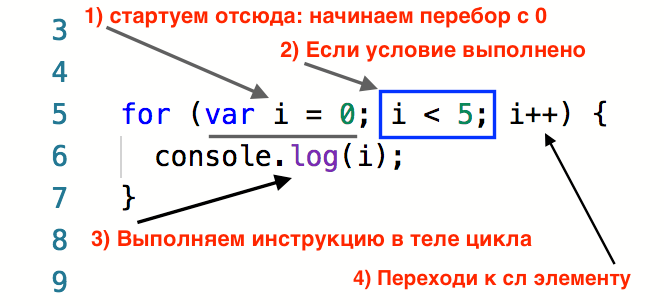 3
1) стартуем отсюда: начинаем перебор с 0
2) Если условие выполнено
4
5 for (var i = 0; i < 5; i++) {
6 console.log(i);
7 }
8 3) Выполняем инструкцию в теле цикла
9 4) Переходи к сл элементу